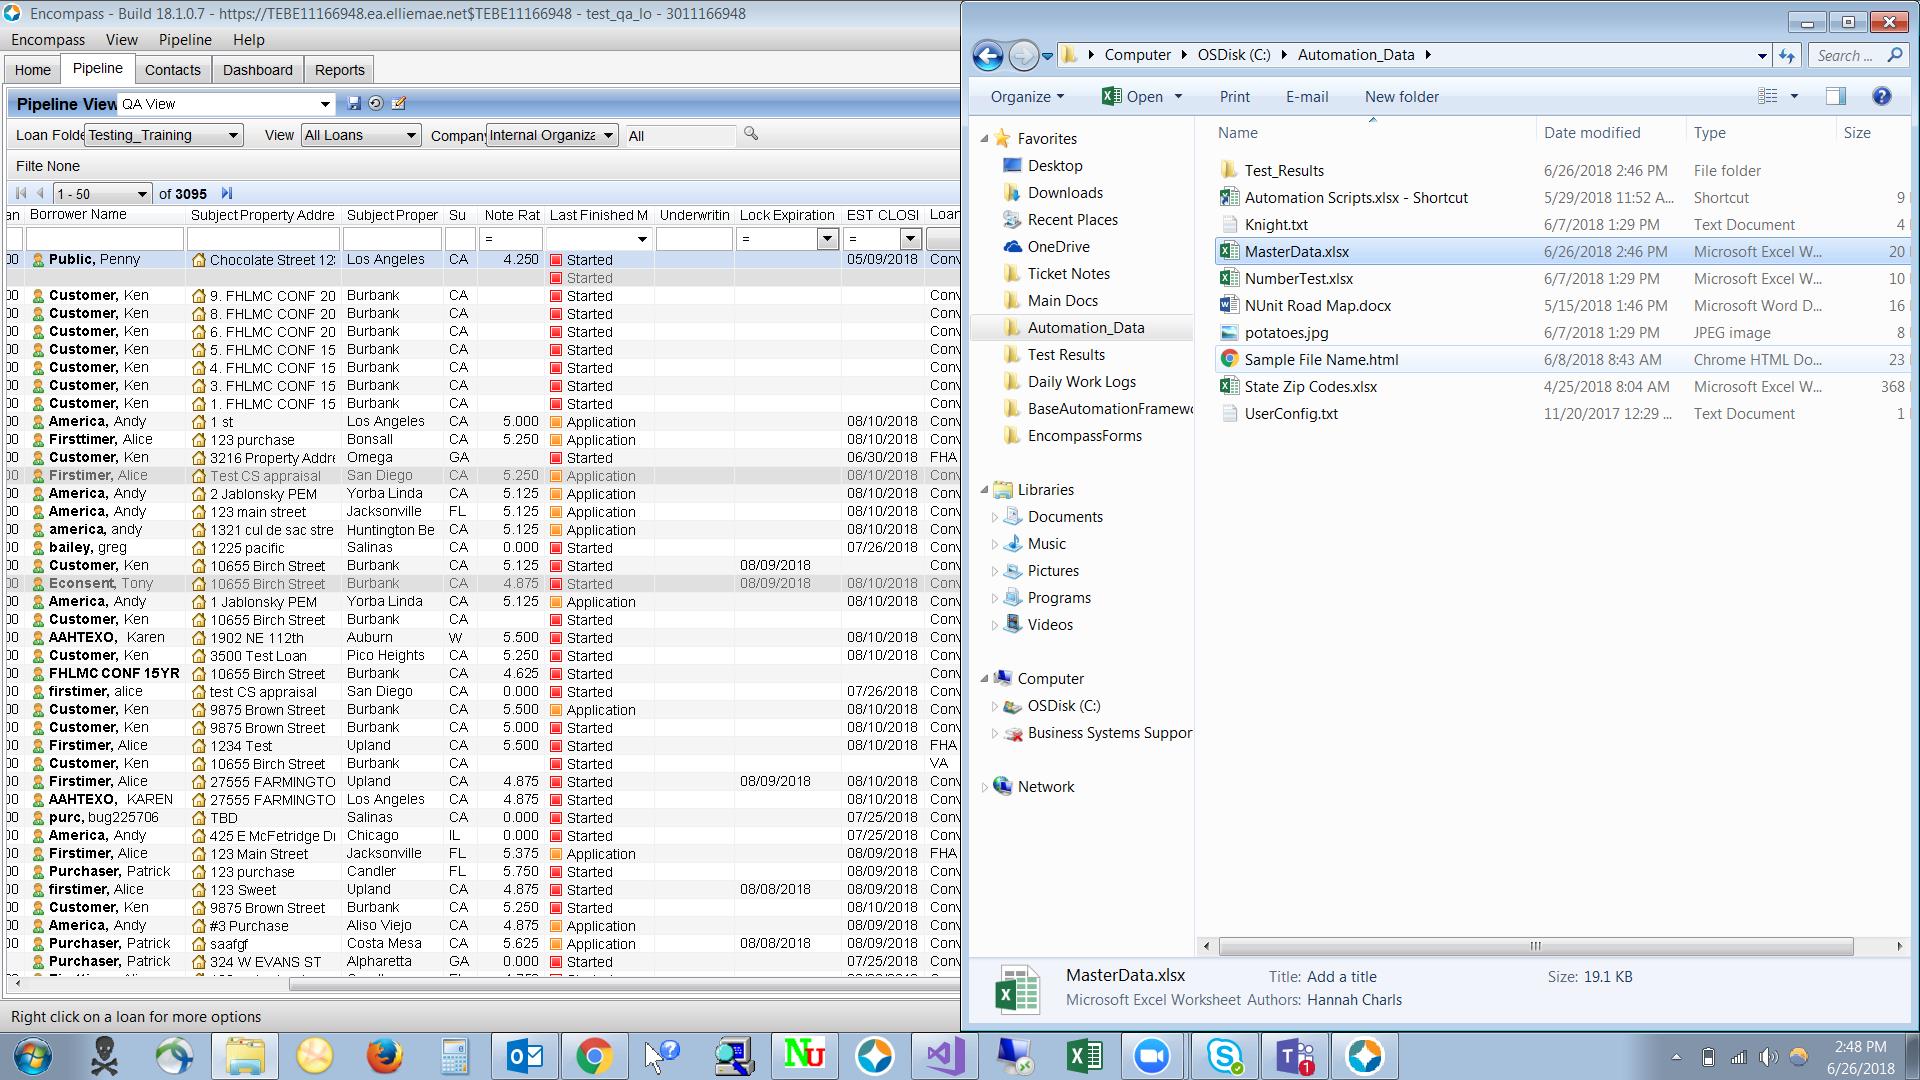 Encompass - Build 18.1.0.7 - https://TEBE11166948.ea.elliemae.net$TEBE11166948 - test_qa_lo - 3011166948
Encompass View Pipeline Help
Home Pipeline Contacts Dashboard Reports
Pipeline View QA View
Loan Folde Testing_Training View All Loans Company Internal Organiza All
Filte None
1 - 50 of 3095
an Borrower Name Subject Property Addre Subject Proper Su Note Rat Last Finished M Underwritin Lock Expiration EST CLOSI Loan
= = =
00 Public, Penny Chocolate Street 12 Los Angeles CA 4.250 Started 05/09/2018 Conv
Started
00 Customer, Ken 9. FHLMC CONF 20 Burbank CA Started Conv
00 Customer, Ken 8. FHLMC CONF 20 Burbank CA Started Conv
00 Customer, Ken 6. FHLMC CONF 20 Burbank CA Started Conv
00 Customer, Ken 5. FHLMC CONF 15 Burbank CA Started Conv
00 Customer, Ken 4. FHLMC CONF 15 Burbank CA Started Conv
00 Customer, Ken 3. FHLMC CONF 15 Burbank CA Started Conv
00 Customer, Ken 1. FHLMC CONF 15 Burbank CA Started Conv
00 America, Andy 1 st Los Angeles CA 5.000 Application 08/10/2018 Conv
00 Firsttimer, Alice 123 purchase Bonsall CA 5.250 Application 08/10/2018 Conv
00 Customer, Ken 3216 Property Addre Omega GA Started 06/30/2018 FHA
00 Firstimer, Alice Test CS appraisal San Diego CA 5.250 Application 08/10/2018 Conv
00 America, Andy 2 Jablonsky PEM Yorba Linda CA 5.125 Application 08/10/2018 Conv
00 America, Andy 123 main street Jacksonville FL 5.125 Application 08/10/2018 Conv
00 america, andy 1321 cul de sac stre Huntington Be CA 5.125 Application 08/10/2018 Conv
00 bailey, greg 1225 pacific Salinas CA 0.000 Started 07/26/2018 Conv
00 Customer, Ken 10655 Birch Street Burbank CA 5.125 Started 08/09/2018 Conv
00 Econsent, Tony 10655 Birch Street Burbank CA 4.875 Started 08/09/2018 08/10/2018 Conv
00 America, Andy 1 Jablonsky PEM Yorba Linda CA 5.125 Application 08/10/2018 Conv
00 Customer, Ken 10655 Birch Street Burbank CA Started Conv
00 AAHTEXO, Karen 1902 NE 112th Auburn W 5.500 Started 08/10/2018 Conv
00 Customer, Ken 3500 Test Loan Pico Heights CA 5.250 Started 08/10/2018 Conv
00 FHLMC CONF 15YR 10655 Birch Street Burbank CA 4.625 Started Conv
00 firstimer, alice test CS appraisal San Diego CA 0.000 Started 07/26/2018 Conv
00 Customer, Ken 9875 Brown Street Burbank CA 5.500 Application 08/10/2018 Conv
00 Customer, Ken 9875 Brown Street Burbank CA 5.000 Started 08/10/2018 Conv
00 Firstimer, Alice 1234 Test Upland CA 5.500 Started 08/10/2018 FHA
00 Customer, Ken 10655 Birch Street Burbank CA Started VA
00 Firstimer, Alice 27555 FARMINGTO Upland CA 4.875 Started 08/09/2018 08/10/2018 Conv
00 AAHTEXO, KAREN 27555 FARMINGTO Los Angeles CA 4.875 Started 08/10/2018 Conv
00 purc, bug225706 TBD Salinas CA 0.000 Started 07/25/2018 Conv
00 America, Andy 425 E McFetridge Dr Chicago IL 0.000 Started 07/25/2018 Conv
00 Firstimer, Alice 123 Main Street Jacksonville FL 5.375 Application 08/09/2018 FHA
00 Purchaser, Patrick 123 purchase Candler FL 5.750 Started 08/09/2018 Conv
00 firstimer, Alice 123 Sweet Upland CA 4.875 Started 08/08/2018 08/09/2018 Conv
00 Customer, Ken 9875 Brown Street Burbank CA 5.250 Started 08/10/2018 Conv
00 America, Andy #3 Purchase Aliso Viejo CA 4.875 Application 08/09/2018 Conv
00 Purchaser, Patrick saafgf Costa Mesa CA 5.625 Application 08/08/2018 08/09/2018 Conv
00 Purchaser, Patrick 324 W EVANS ST Alpharetta GA 0.000 Started 07/25/2018 Conv
Right click on a loan for more options
Computer OSDisk (C:) Automation_Data Search ...
Organize Open Print E-mail New folder
Favorites
Desktop
Downloads
Recent Places
OneDrive
Ticket Notes
Main Docs
Automation_Data
Test Results
Daily Work Logs
BaseAutomationFramew
EncompassForms
Libraries
Documents
Music
Pictures
Programs
Videos
Computer
OSDisk (C:)
Business Systems Suppor
Network
Name Date modified Type Size
Test_Results 6/26/2018 2:46 PM File folder
Automation Scripts.xlsx - Shortcut 5/29/2018 11:52 A... Shortcut 9
Knight.txt 6/7/2018 1:29 PM Text Document 4
MasterData.xlsx 6/26/2018 2:46 PM Microsoft Excel W... 20
NumberTest.xlsx 6/7/2018 1:29 PM Microsoft Excel W... 10
NUnit Road Map.docx 5/15/2018 1:46 PM Microsoft Word D... 16
potatoes.jpg 6/7/2018 1:29 PM JPEG image 8
Sample File Name.html 6/8/2018 8:43 AM Chrome HTML Do... 23
State Zip Codes.xlsx 4/25/2018 8:04 AM Microsoft Excel W... 368
UserConfig.txt 11/20/2017 12:29 ... Text Document 1
MasterData.xlsx Title: Add a title Size: 19.1 KB
Microsoft Excel Worksheet Authors: Hannah Charls
2:48 PM
6/26/2018